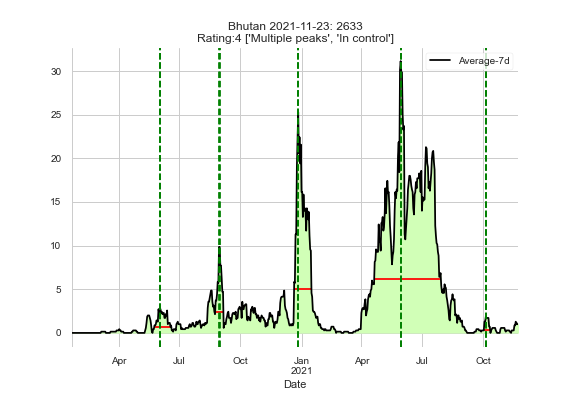 Bhutan 2021-11-23: 2633
Rating:4 ['Multiple peaks', 'In control']
Average-7d
30
25
20
15
10
5
0
Apr Jul Oct Jan Apr Jul Oct
2021
Date